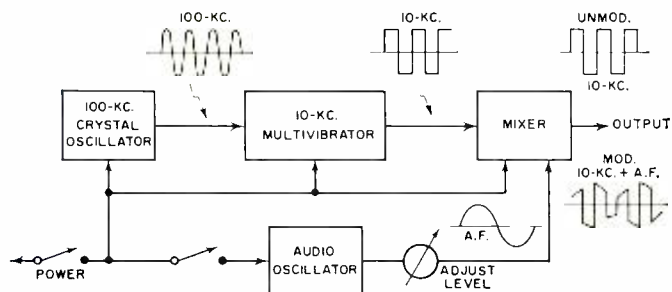 100-KC.
10-KC.
UNMOD.
10-KC.
100-KC.
CRYSTAL
OSCILLATOR
10-KC.
MULTIVIBRATOR
MIXER
OUTPUT
MOD.
10-KC. + A.F.
A.F.
POWER
AUDIO
OSCILLATOR
ADJUST
LEVEL